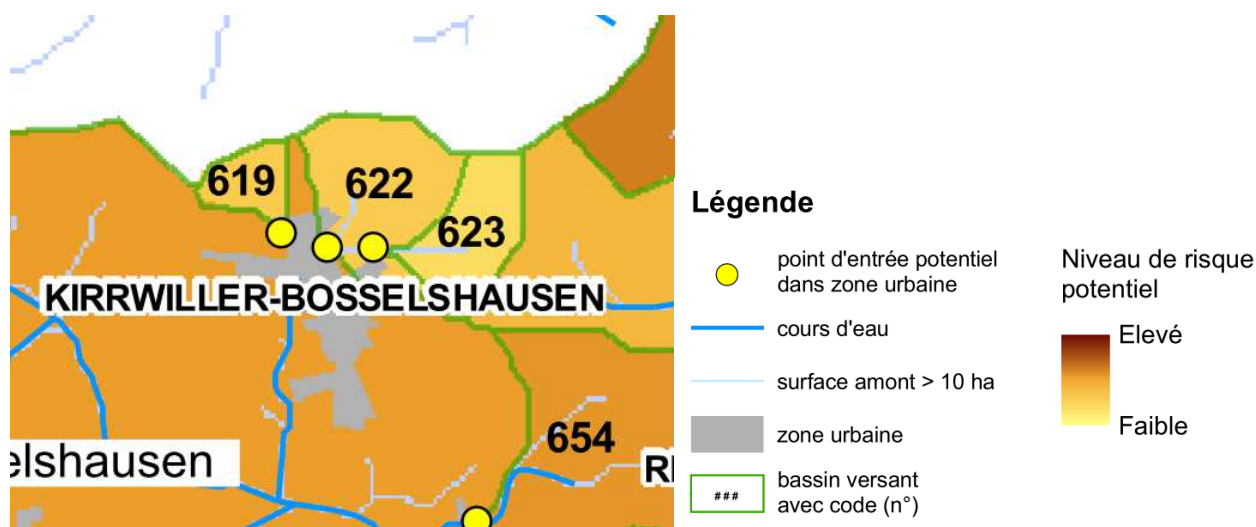 619
622
623
KIRRWILLER-BOSSELSHAUSEN
654
elshausen
RI
Légende
point d'entrée potentiel
dans zone urbaine
cours d'eau
surface amont > 10 ha
zone urbaine
###
bassin versant
avec code (n°)
Niveau de risque
potentiel
Elevé
Faible